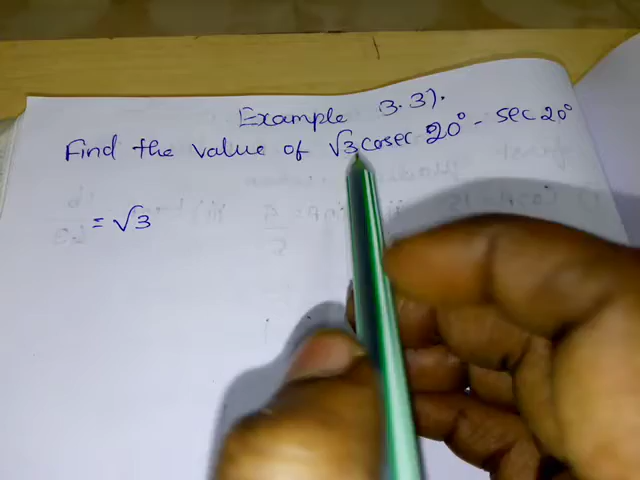 Example 3.37.
Find the value of √3 cosec 20° - sec 20°
= √3